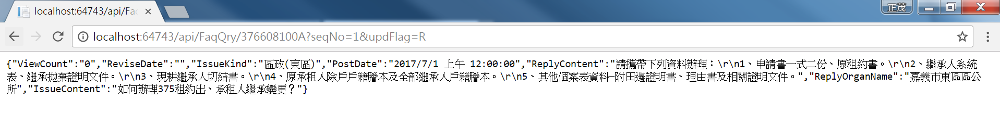 localhost:64743/api/Fa
正茂
localhost:64743/api/FaqQry/376608100A?seqNo=1&updFlag=R
{"ViewCount":"0","ReviseDate":"","IssueKind":"區政(東區)","PostDate":"2017/7/1 上午 12:00:00","ReplyContent":"請攜帶下列資料辦理：\r\n1、申請書一式二份、原租約書。\r\n2、繼承人系統
表、繼承拋棄證明文件。\r\n3、現耕繼承人切結書。\r\n4、原承租人除戶戶籍謄本及全部繼承人戶籍謄本。\r\n5、其他個案表資料—附田邊證明書、理由書及相關證明文件。","ReplyOrganName":"嘉義市東區區公
所","IssueContent":"如何辦理375租約出、承租人繼承變更？"}